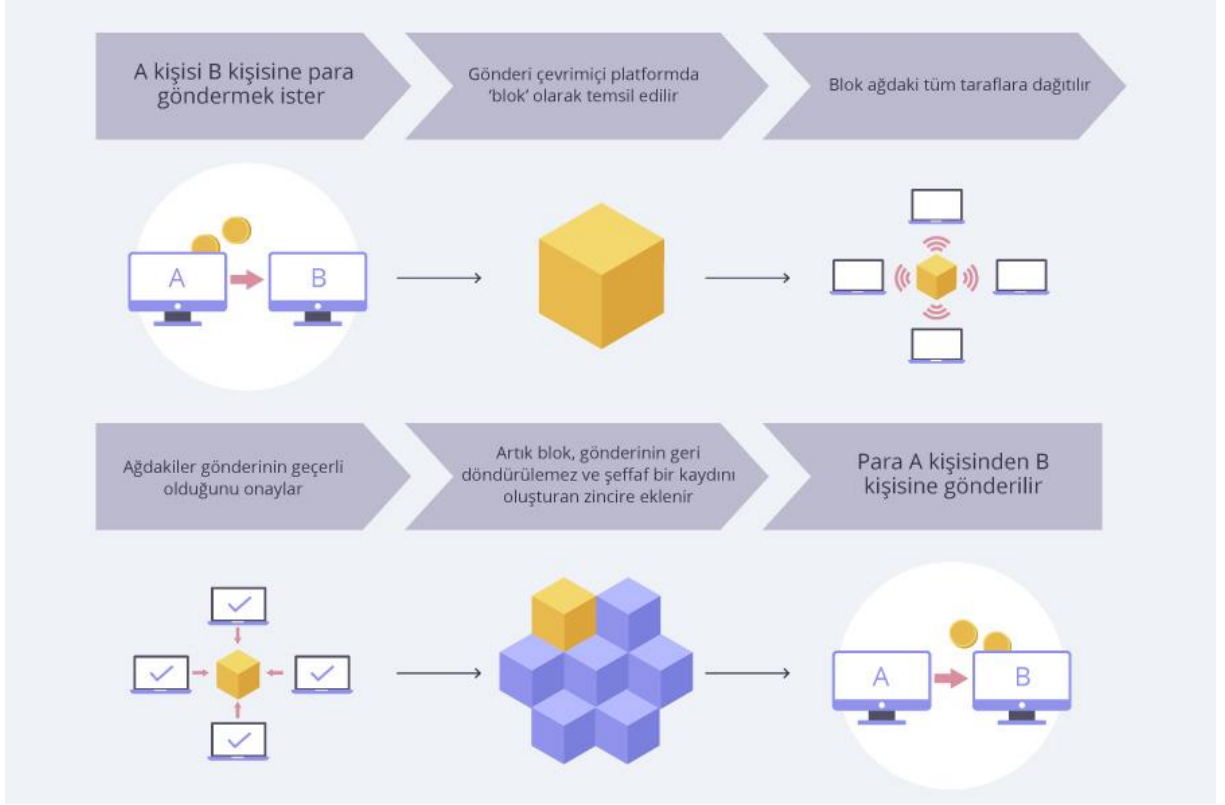 A kişisi B kişisine para
göndermek ister
Gönderi çevrimiçi platformda
‘blok’ olarak temsil edilir
Blok ağdaki tüm taraflara dağıtılır
A
B
Ağdakiler gönderinin geçerli
olduğunu onaylar
Artık blok, gönderinin geri
döndürülemez ve şeffaf bir kaydını
oluşturan zincire eklenir
Para A kişisinden B
kişisine gönderilir
A
B